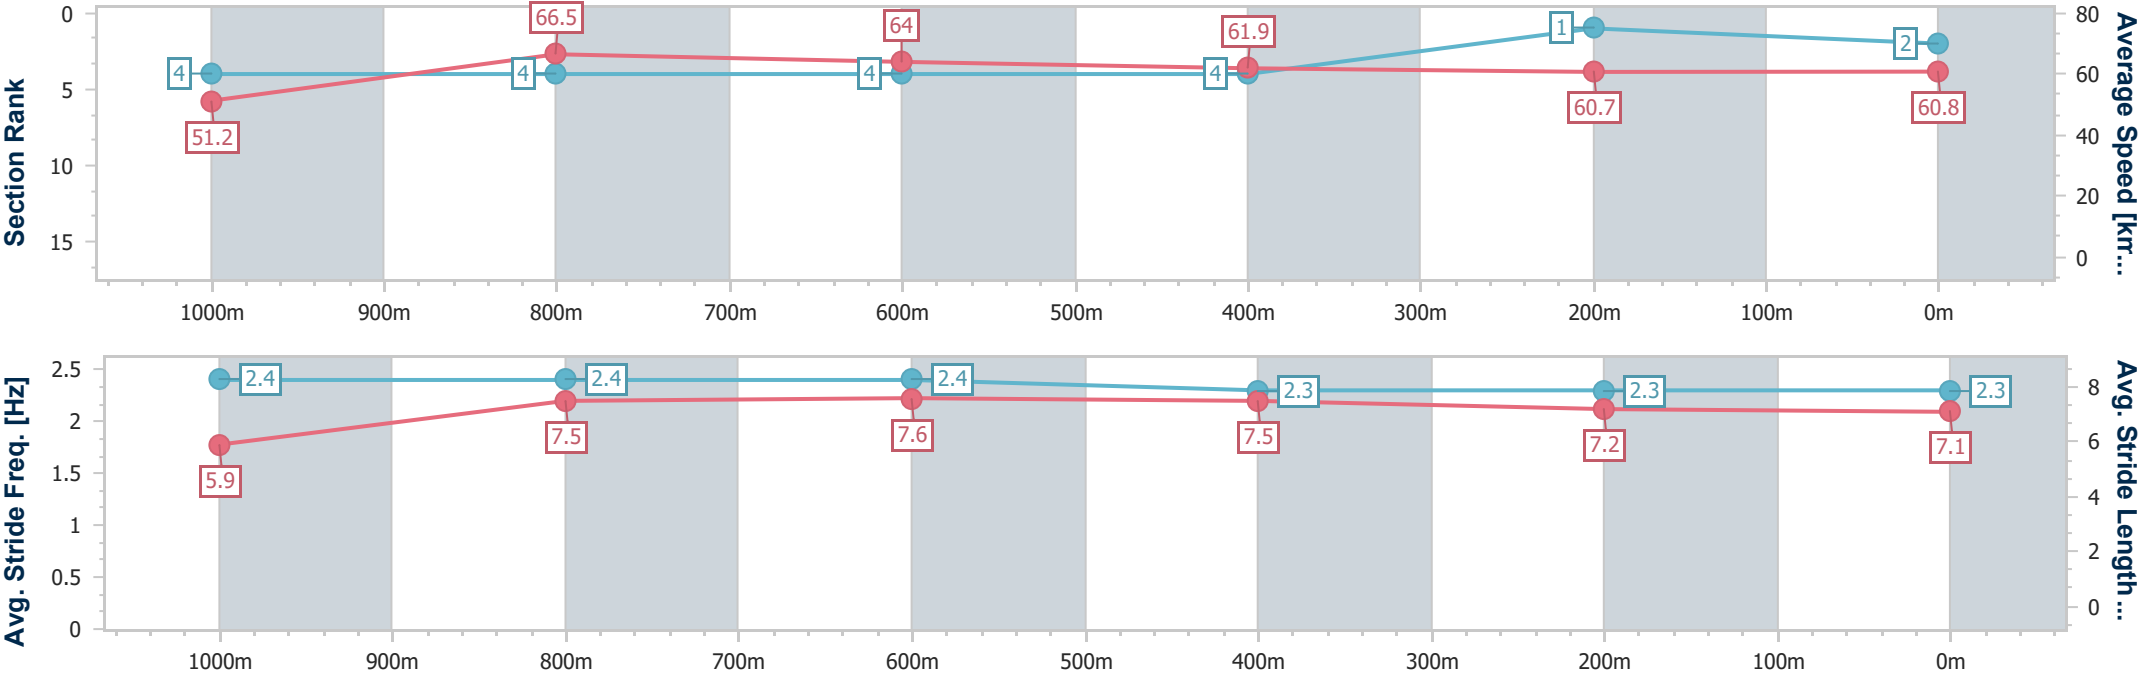 Section Rank
0
5
10
15
4
4
4
4
1
2
51.2
66.5
64
61.9
60.7
60.8
80
60
40
20
0
Average Speed [km...
1000m
900m
800m
700m
600m
500m
400m
300m
200m
100m
0m
Avg. Stride Freq. [Hz]
2.5
2
1.5
1
0.5
0
2.4
2.4
2.4
2.3
2.3
2.3
5.9
7.5
7.6
7.5
7.2
7.1
8
6
4
2
0
Avg. Stride Length ...
1000m
900m
800m
700m
600m
500m
400m
300m
200m
100m
0m